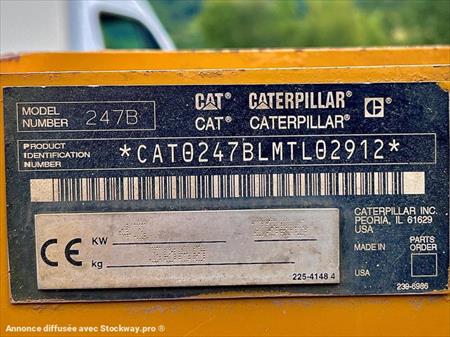 MODEL NUMBER 247B
CAT CATERPILLAR C
CAT® CATERPILLAR®
PRODUCT IDENTIFICATION NUMBER *CAT0247BLMTL02912*
CATERPILLAR INC.
PEORIA, IL 61629
USA
CE KW
kg
MADE IN
USA
PARTS ORDER
225-4148 4
239-6986
Annonce diffusée avec Stockway.pro ®